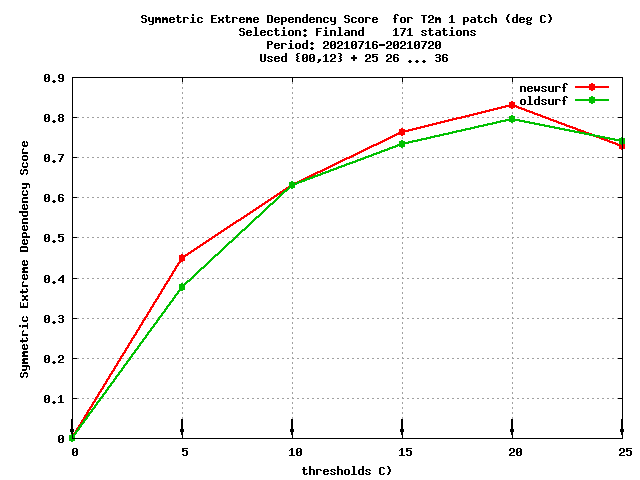 Symmetric Extreme Dependency Score  for T2m 1 patch (deg C)
Selection: Finland    171 stations
Period: 20210716-20210720
Used {00,12} + 25 26 ... 36
newsurf
oldsurf
Symmetric Extreme Dependency Score
0.9
0.8
0.7
0.6
0.5
0.4
0.3
0.2
0.1
0
0 5 10 15 20 25
thresholds C)